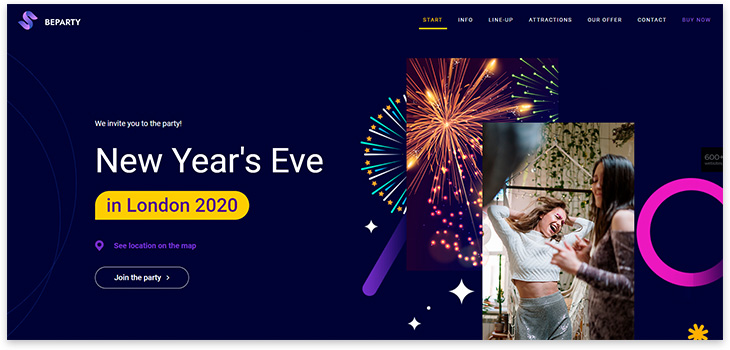 BEPARTY
START INFO LINE-UP ATTRACTIONS OUR OFFER CONTACT BUY NOW
We invite you to the party!
New Year's Eve
in London 2020
See location on the map
Join the party
600+